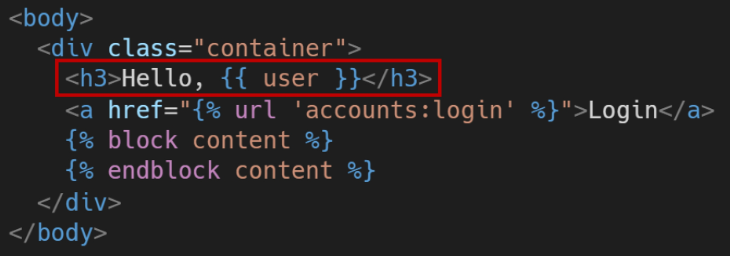 <body>
  <div class="container">
    <h3>Hello, {{ user }}</h3>
    <a href="{% url 'accounts:login' %}">Login</a>
    {% block content %}
    {% endblock content %}
  </div>
</body>